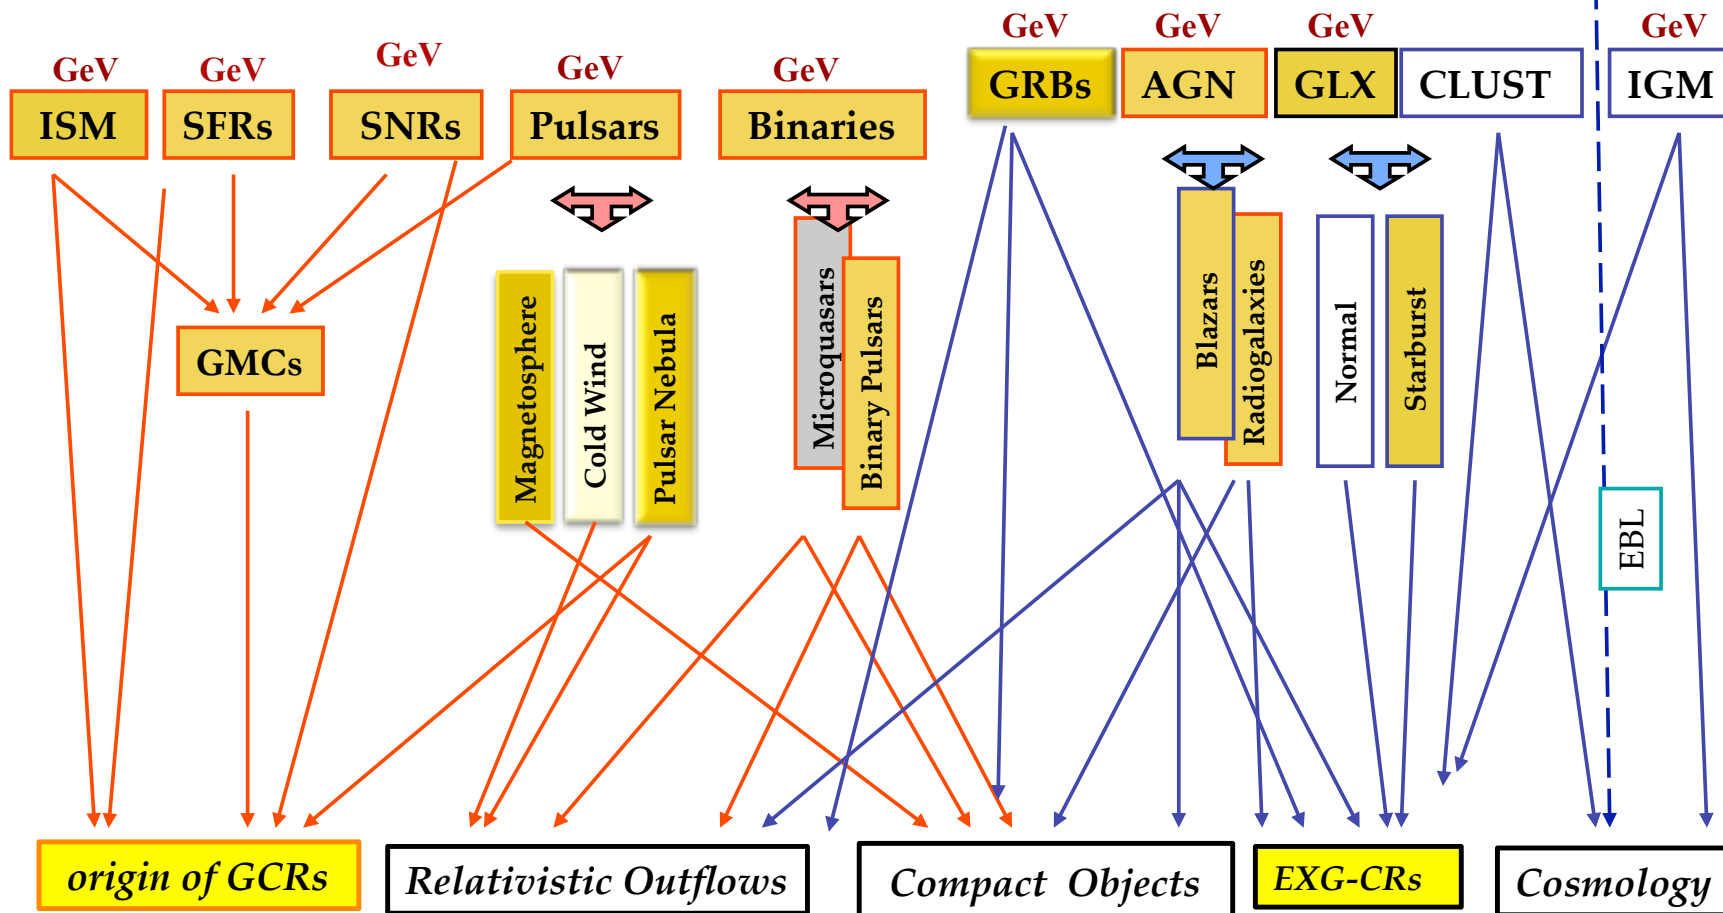 GeV
GeV
GeV
GeV
GeV
GeV
GeV
GeV
GeV
ISM
SFRs
SNRs
Pulsars
Binaries
GRBs
AGN
GLX
CLUST
IGM
GMCs
Magnetosphere
Cold Wind
Pulsar Nebula
Microquasars
Binary Pulsars
Blazars
Radiogalaxies
Normal
Starburst
EBL
origin of GCRs
Relativistic Outflows
Compact Objects
EXG-CRs
Cosmology